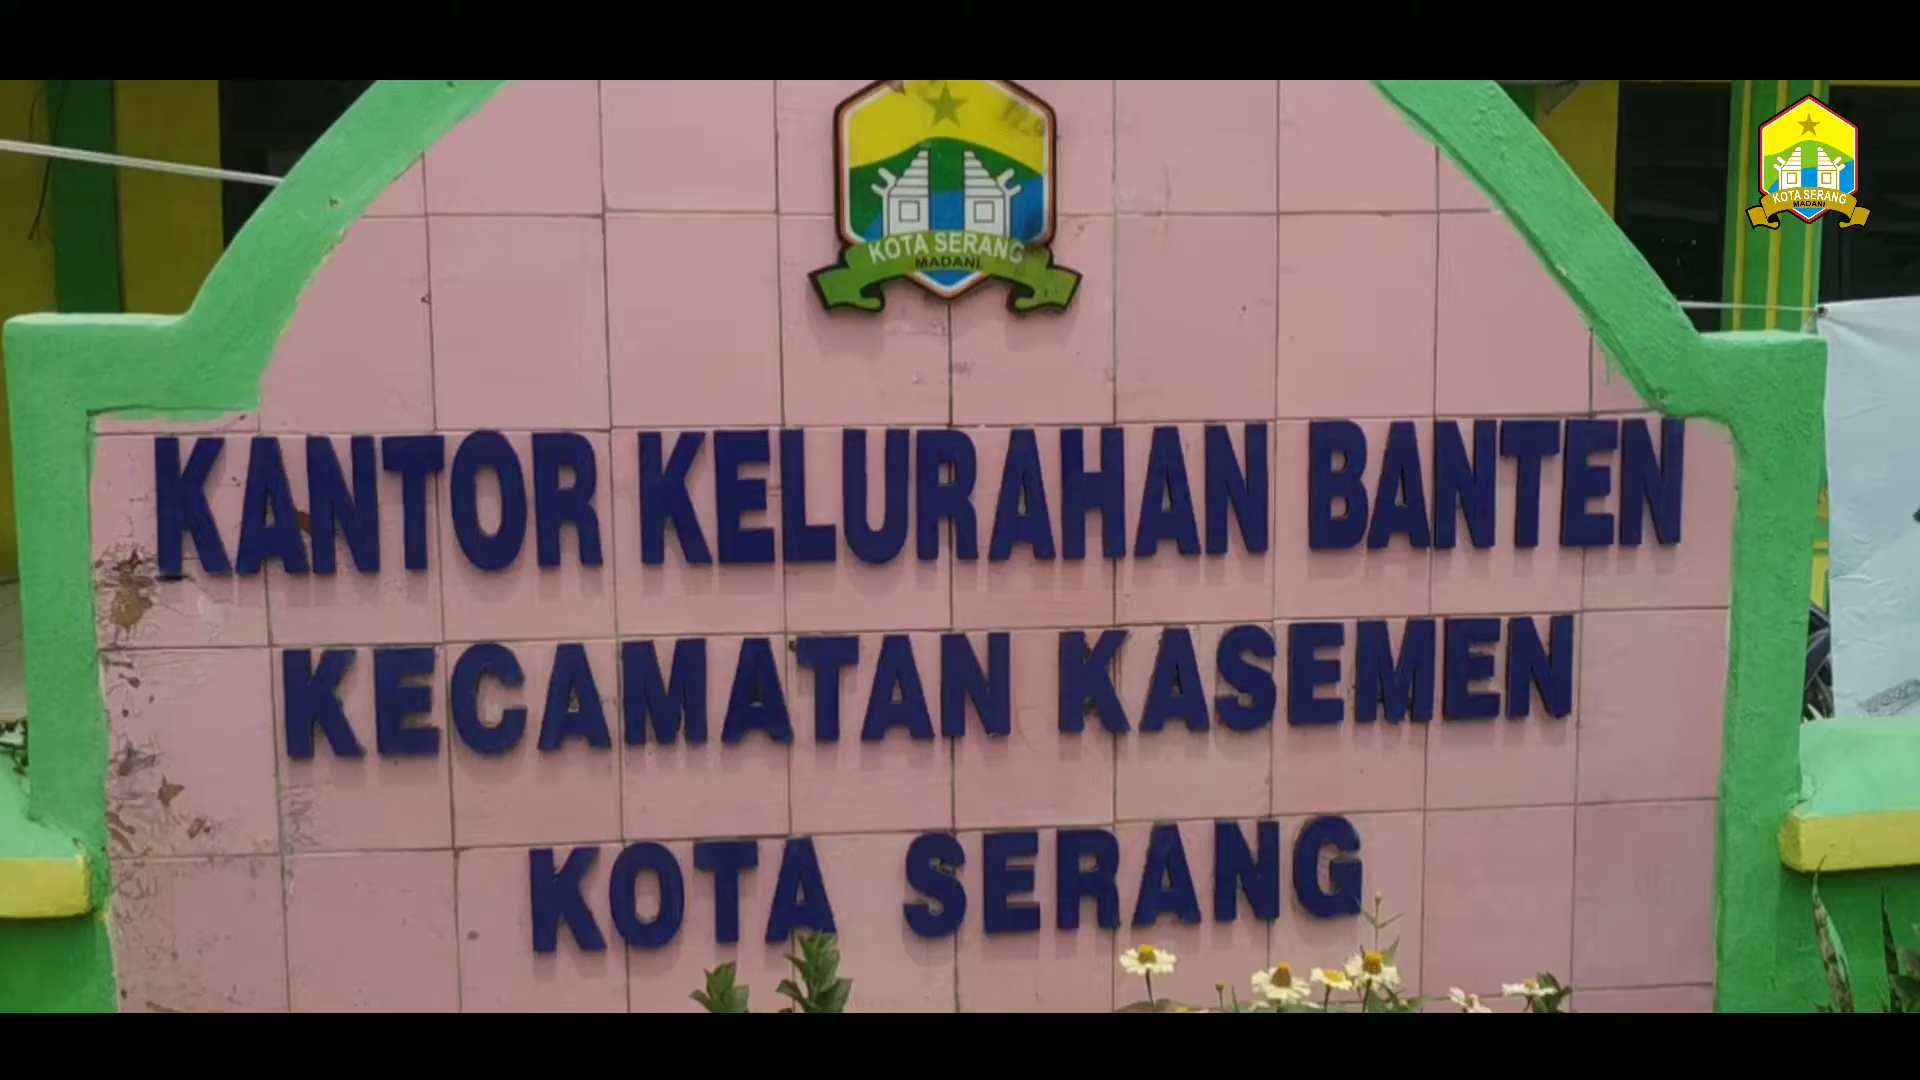 KOTA SERANG
MADANI
KOTA SERANG
MADANI
KANTOR KELURAHAN BANTEN
KECAMATAN KASEMEN
KOTA SERANG